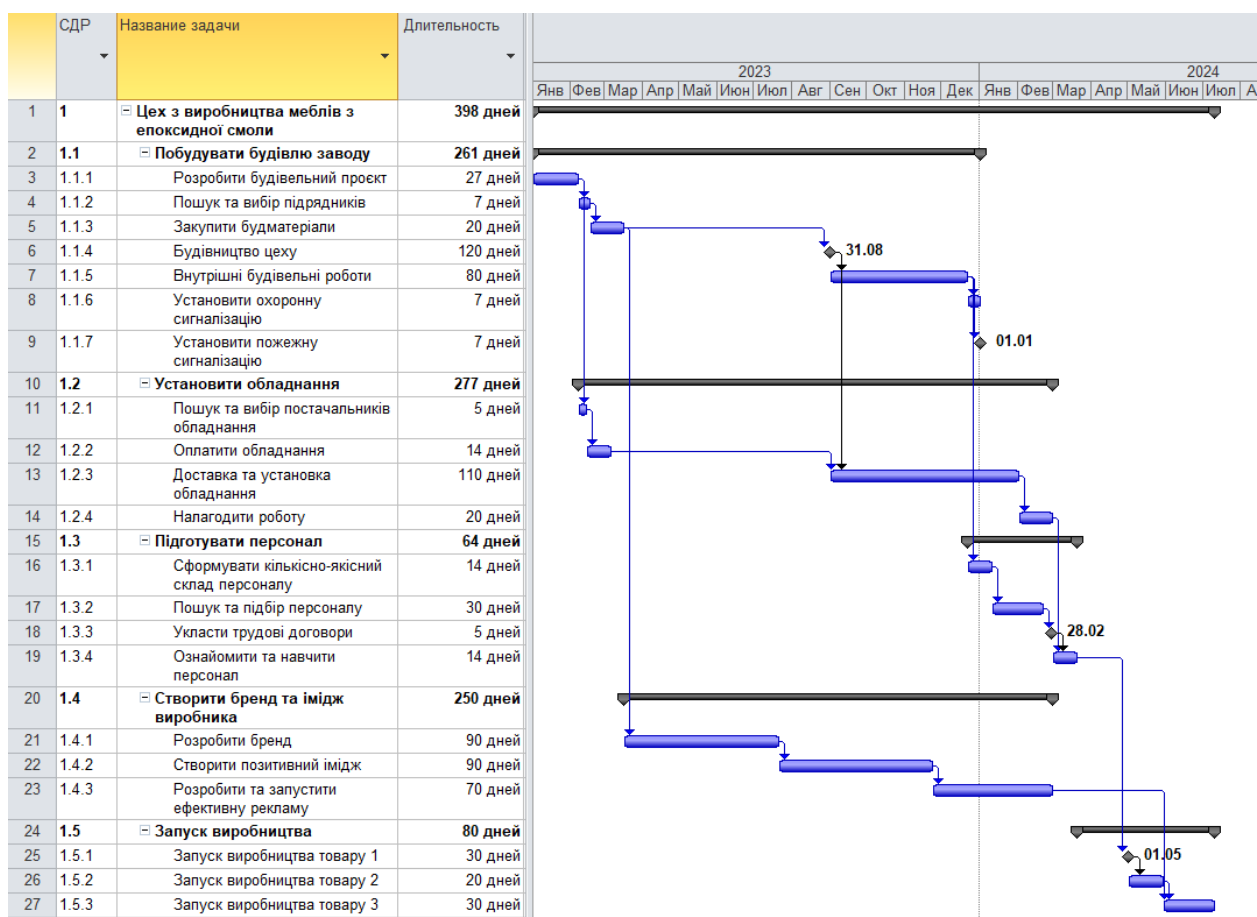 СДР Название задачи Длительность
2023 2024
Янв Фев Мар Апр Май Июн Июл Авг Сен Окт Ноя Дек Янв Фев Мар Апр Май Июн Июл А
1 1 Цех з виробництва меблів з 398 дней
епоксидної смоли
2 1.1 Побудувати будівлю заводу 261 дней
3 1.1.1 Розробити будівельний проєкт 27 дней
4 1.1.2 Пошук та вибір підрядників 7 дней
5 1.1.3 Закупити будматеріали 20 дней
6 1.1.4 Будівництво цеху 120 дней 31.08
7 1.1.5 Внутрішні будівельні роботи 80 дней
8 1.1.6 Установити охоронну 7 дней
сигналізацію
9 1.1.7 Установити пожежну 7 дней 01.01
сигналізацію
10 1.2 Установити обладнання 277 дней
11 1.2.1 Пошук та вибір постачальників 5 дней
обладнання
12 1.2.2 Оплатити обладнання 14 дней
13 1.2.3 Доставка та установка 110 дней
обладнання
14 1.2.4 Налагодити роботу 20 дней
15 1.3 Підготувати персонал 64 дней
16 1.3.1 Сформувати кількісно-якісний 14 дней
склад персоналу
17 1.3.2 Пошук та підбір персоналу 30 дней
18 1.3.3 Укласти трудові договори 5 дней 28.02
19 1.3.4 Ознайомити та навчити 14 дней
персонал
20 1.4 Створити бренд та імідж 250 дней
виробника
21 1.4.1 Розробити бренд 90 дней
22 1.4.2 Створити позитивний імідж 90 дней
23 1.4.3 Розробити та запустити 70 дней
ефективну рекламу
24 1.5 Запуск виробництва 80 дней
25 1.5.1 Запуск виробництва товару 1 30 дней 01.05
26 1.5.2 Запуск виробництва товару 2 20 дней
27 1.5.3 Запуск виробництва товару 3 30 дней